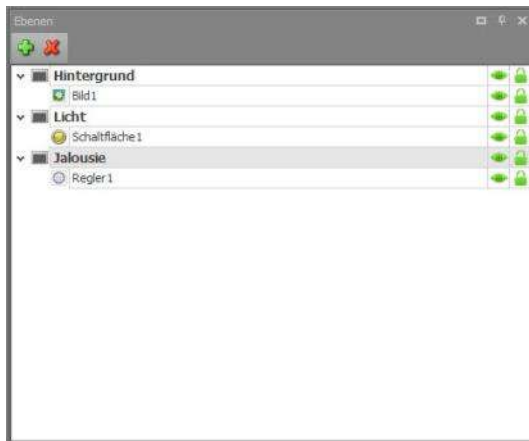 Ebenen
Hintergrund
Bild1
Licht
Schaltfläche1
Jalousie
Regler1